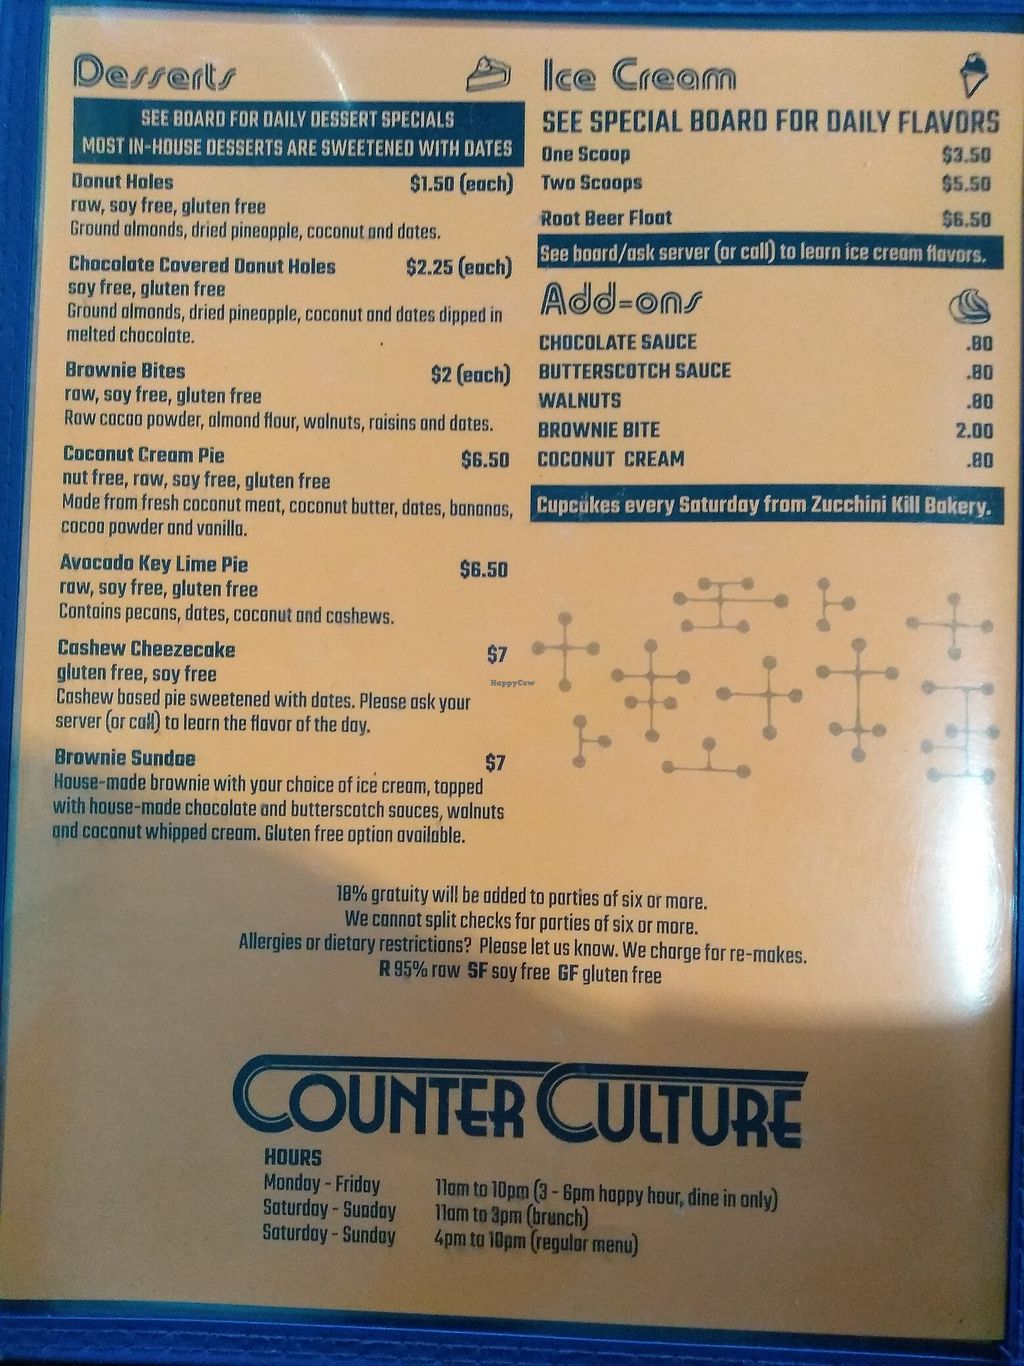 Desserts
SEE BOARD FOR DAILY DESSERT SPECIALS
MOST IN-HOUSE DESSERTS ARE SWEETENED WITH DATES
Donut Holes $1.50 (each)
raw, soy free, gluten free
Ground almonds, dried pineapple, coconut and dates.
Chocolate Covered Donut Holes $2.25 (each)
soy free, gluten free
Ground almonds, dried pineapple, coconut and dates dipped in
melted chocolate.
Brownie Bites $2 (each)
raw, soy free, gluten free
Raw cacao powder, almond flour, walnuts, raisins and dates.
Coconut Cream Pie $6.50
nut free, raw, soy free, gluten free
Made from fresh coconut meat, coconut butter, dates, bananas,
cocoa powder and vanilla.
Avocado Key Lime Pie $6.50
raw, soy free, gluten free
Contains pecans, dates, coconut and cashews.
Cashew Cheezecake $7
gluten free, soy free
Cashew based pie sweetened with dates. Please ask your
server (or call) to learn the flavor of the day.
Brownie Sundae $7
House-made brownie with your choice of ice cream, topped
with house-made chocolate and butterscotch sauces, walnuts
and coconut whipped cream. Gluten free option available.
Ice Cream
SEE SPECIAL BOARD FOR DAILY FLAVORS
One Scoop $3.50
Two Scoops $5.50
Root Beer Float $6.50
See board/ask server (or call) to learn ice cream flavors.
Add-ons
CHOCOLATE SAUCE .80
BUTTERSCOTCH SAUCE .80
WALNUTS .80
BROWNIE BITE 2.00
COCONUT CREAM .80
Cupcakes every Saturday from Zucchini Kill Bakery.
HappyCow
18% gratuity will be added to parties of six or more.
We cannot split checks for parties of six or more.
Allergies or dietary restrictions? Please let us know. We charge for re-makes.
R 95% raw SF soy free GF gluten free
COUNTER CULTURE
HOURS
Monday - Friday 11am to 10pm (3 - 6pm happy hour, dine in only)
Saturday - Sunday 11am to 3pm (brunch)
Saturday - Sunday 4pm to 10pm (regular menu)